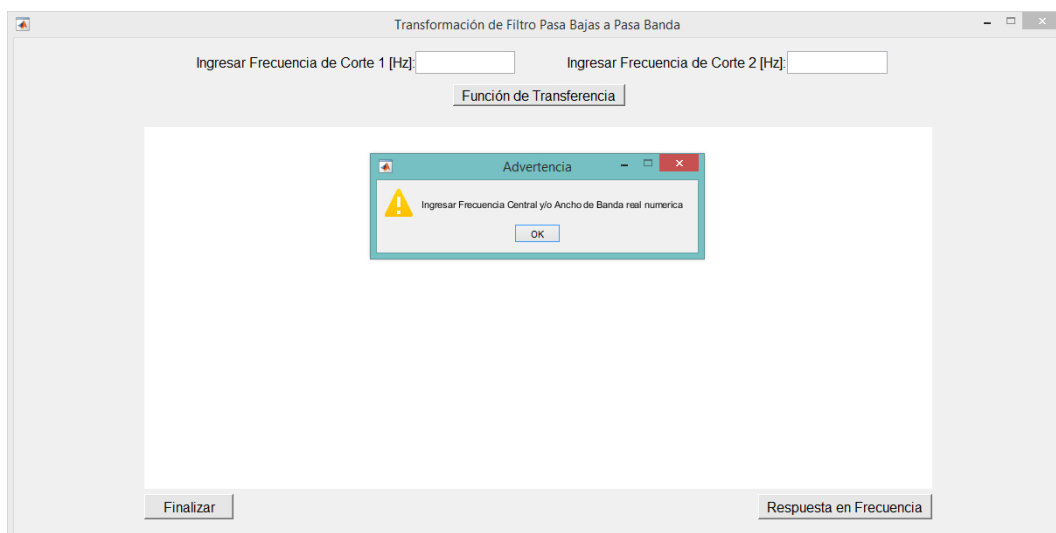 Transformación de Filtro Pasa Bajas a Pasa Banda
Ingresar Frecuencia de Corte 1 [Hz]:
Ingresar Frecuencia de Corte 2 [Hz]:
Función de Transferencia
Advertencia
Ingresar Frecuencia Central y/o Ancho de Banda real numerica
OK
Finalizar
Respuesta en Frecuencia